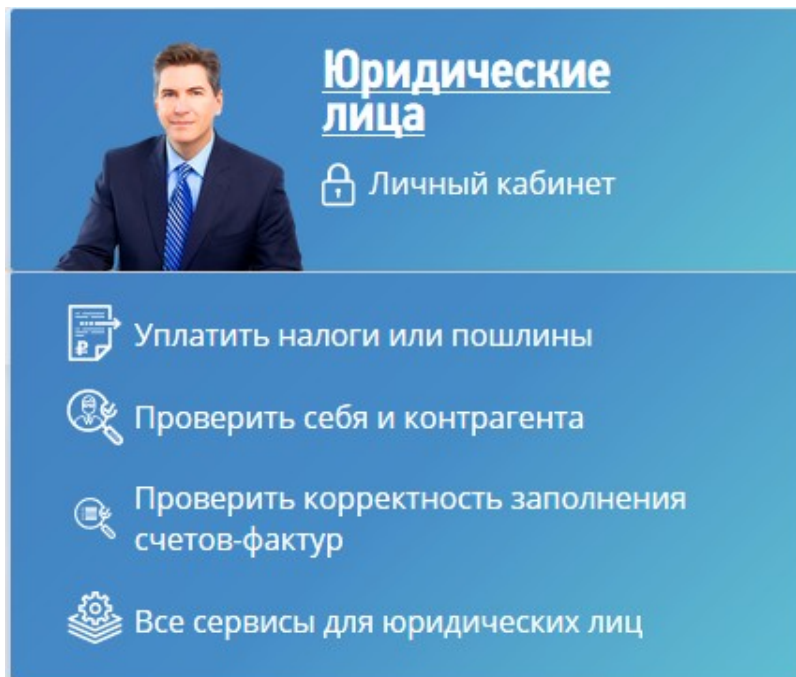 Юридические
лица
Личный кабинет
Уплатить налоги или пошлины
Проверить себя и контрагента
Проверить корректность заполнения
счетов-фактур
Все сервисы для юридических лиц